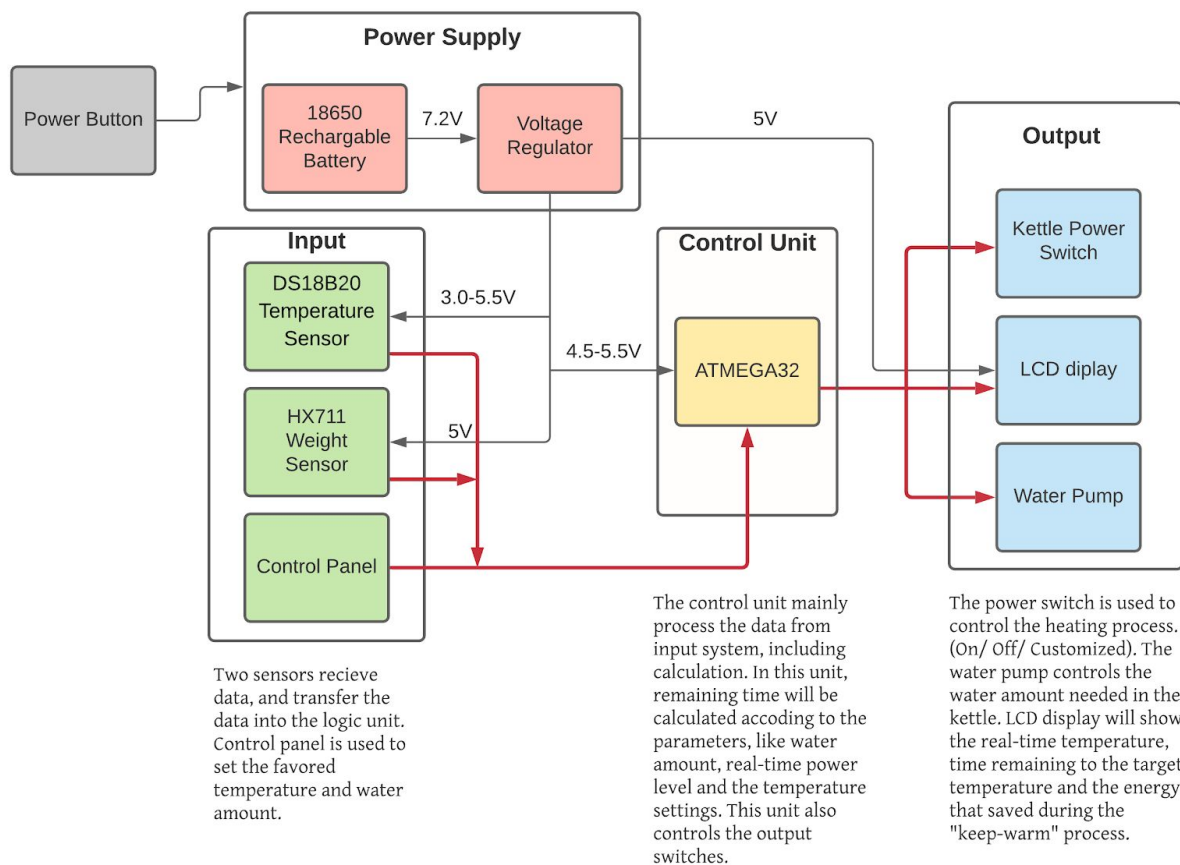 Power Supply
Power Button
18650
Rechargable
Battery
7.2V
Voltage
Regulator
5V
Output
Kettle Power
Switch
LCD diplay
Water Pump
Input
DS18B20
Temperature
Sensor
3.0-5.5V
HX711
Weight
Sensor
5V
Control Panel
Control Unit
4.5-5.5V
ATMEGA32
Two sensors recieve
data, and transfer the
data into the logic unit.
Control panel is used to
set the favored
temperature and water
amount.
The control unit mainly
process the data from
input system, including
calculation. In this unit,
remaining time will be
calculated accoding to the
parameters, like water
amount, real-time power
level and the temperature
settings. This unit also
controls the output
switches.
The power switch is used to
control the heating process.
(On/ Off/ Customized). The
water pump controls the
water amount needed in the
kettle. LCD display will show
the real-time temperature,
time remaining to the target
temperature and the energy
that saved during the
"keep-warm" process.